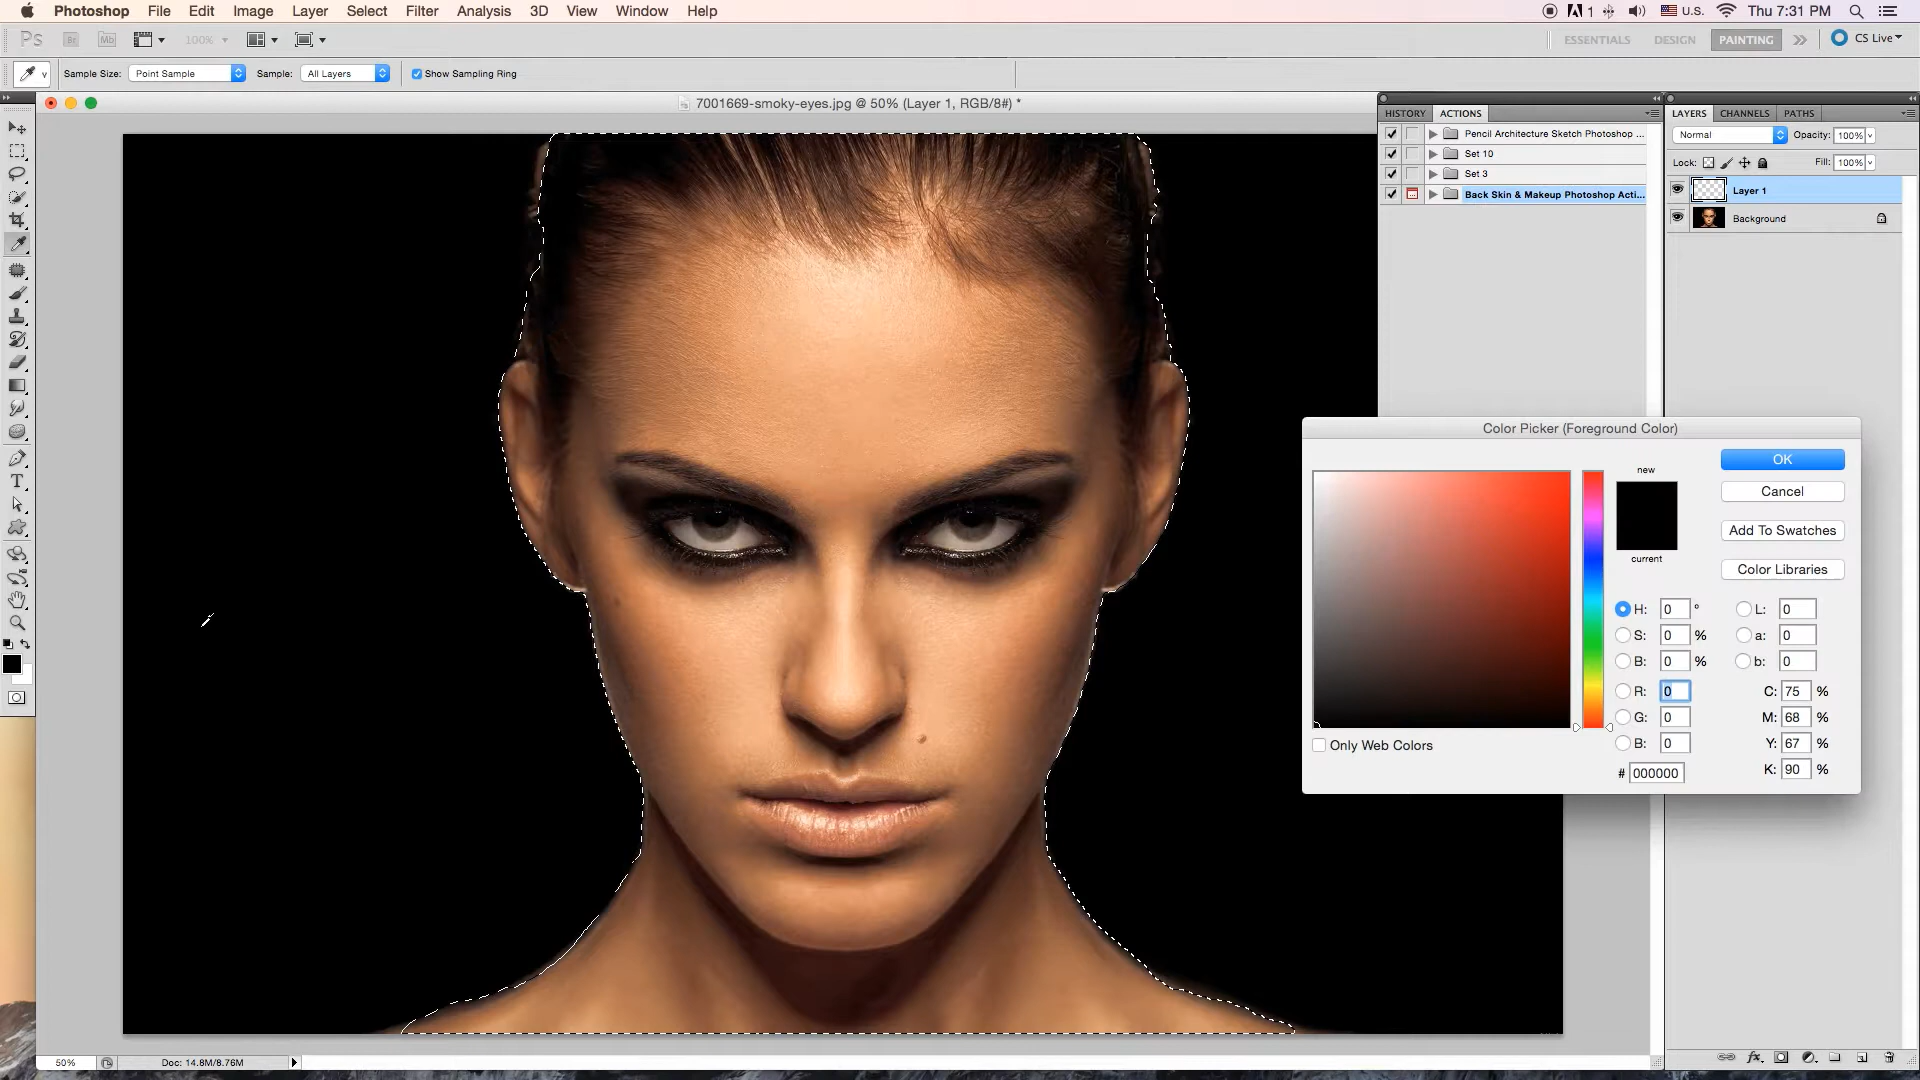 Photoshop File Edit Image Layer Select Filter Analysis 3D View Window Help 1 U.S. Thu 7:31 PM
Ps Br Mb 100% ESSENTIALS DESIGN PAINTING CS Live
Sample Size: Point Sample Sample: All Layers Show Sampling Ring
7001669-smoky-eyes.jpg @ 50% (Layer 1, RGB/8#) *
HISTORY ACTIONS
Pencil Architecture Sketch Photoshop ...
Set 10
Set 3
Back Skin & Makeup Photoshop Acti...
LAYERS CHANNELS PATHS
Normal Opacity: 100%
Lock: Fill: 100%
Layer 1
Background
Color Picker (Foreground Color)
new
current
OK
Cancel
Add To Swatches
Color Libraries
H: 0 ° L: 0
S: 0 % a: 0
B: 0 % b: 0
R: 0 C: 75 %
G: 0 M: 68 %
B: 0 Y: 67 %
# 000000 K: 90 %
Only Web Colors
T
50% Doc: 14.8M/8.76M
fx